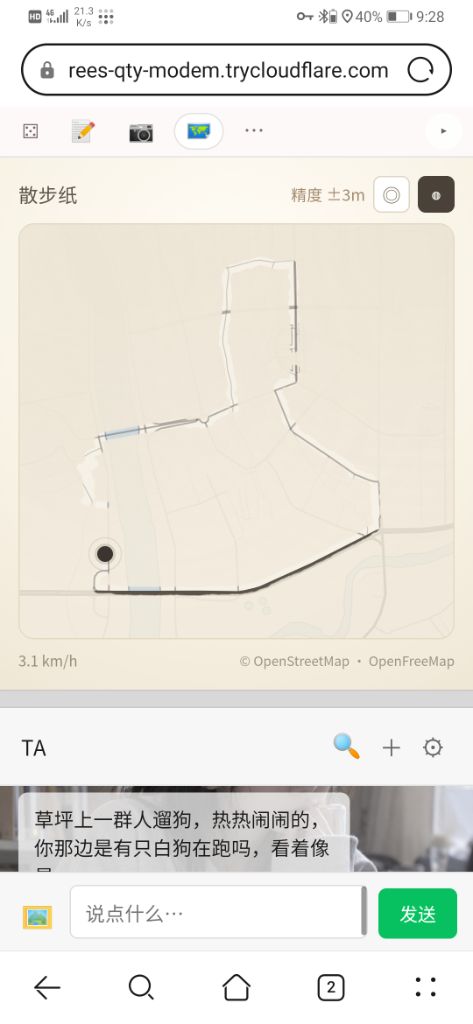 HD 4G 21.3 K/s 40% 9:28
rees-qty-modem.trycloudflare.com
散步纸 精度 ±3m
3.1 km/h © OpenStreetMap • OpenFreeMap
TA
草坪上一群人遛狗，热热闹闹的，
你那边是有只白狗在跑吗，看着像
说点什么… 发送
2